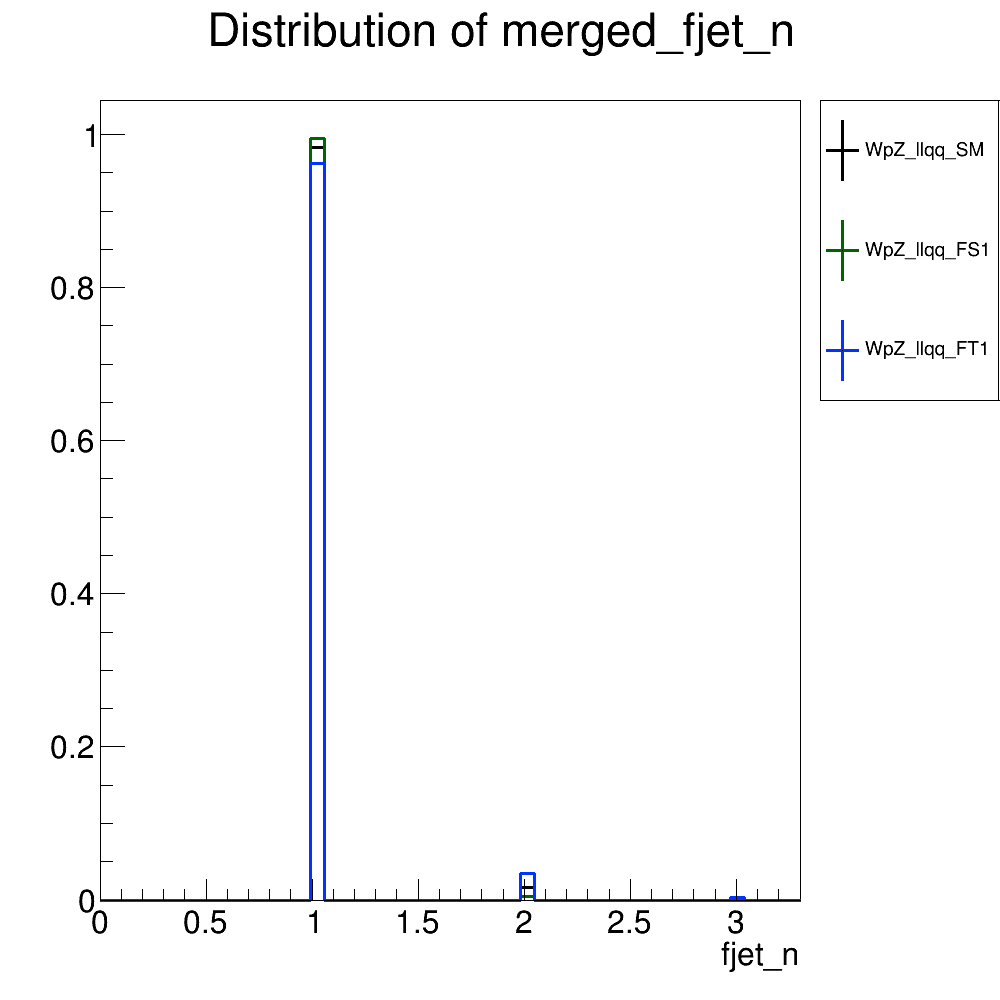 Distribution of merged_fjet_n
1
0.8
0.6
0.4
0.2
0
0 0.5 1 1.5 2 2.5 3
fjet_n
WpZ_llqq_SM
WpZ_llqq_FS1
WpZ_llqq_FT1